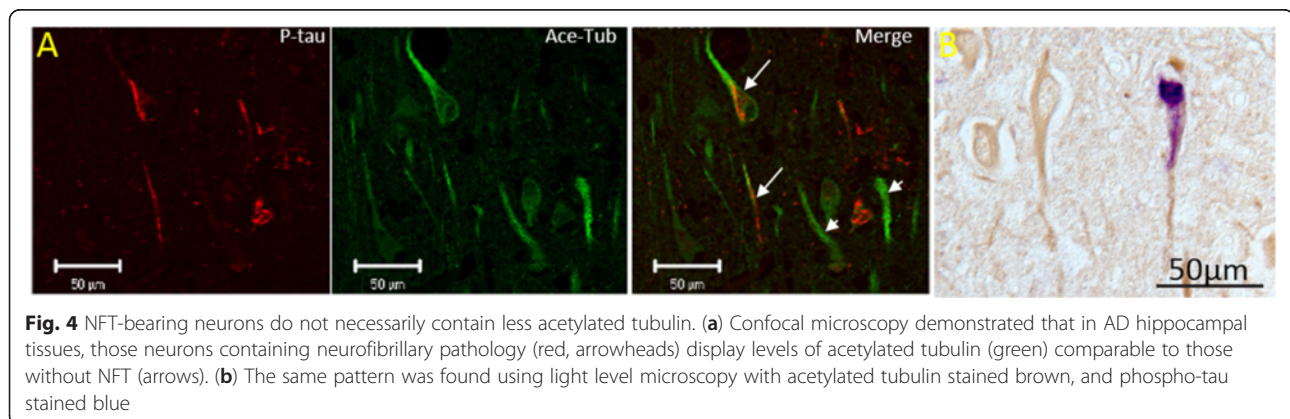 A
P-tau
Ace-Tub
Merge
B
50 µm
50 µm
50 µm
50µm
Fig. 4 NFT-bearing neurons do not necessarily contain less acetylated tubulin. (a) Confocal microscopy demonstrated that in AD hippocampal
tissues, those neurons containing neurofibrillary pathology (red, arrowheads) display levels of acetylated tubulin (green) comparable to those
without NFT (arrows). (b) The same pattern was found using light level microscopy with acetylated tubulin stained brown, and phospho-tau
stained blue